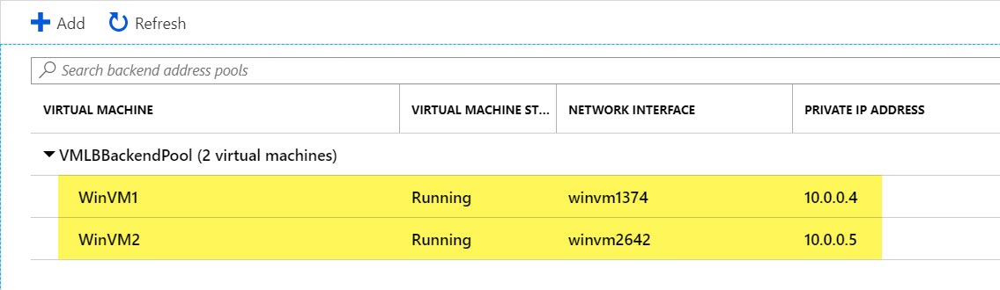 Add Refresh
Search backend address pools
VIRTUAL MACHINE VIRTUAL MACHINE ST... NETWORK INTERFACE PRIVATE IP ADDRESS
VMLBBackendPool (2 virtual machines)
WinVM1 Running winvm1374 10.0.0.4
WinVM2 Running winvm2642 10.0.0.5